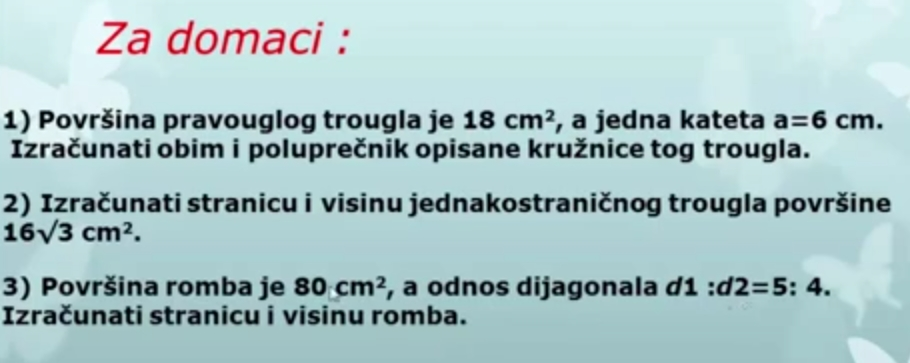 Za domaci :
1) Površina pravouglog trougla je 18 cm², a jedna kateta a=6 cm.
Izračunati obim i poluprečnik opisane kružnice tog trougla.
2) Izračunati stranicu i visinu jednakostraničnog trougla površine
16√3 cm².
3) Površina romba je 80 cm², a odnos dijagonala d1 :d2=5: 4.
Izračunati stranicu i visinu romba.